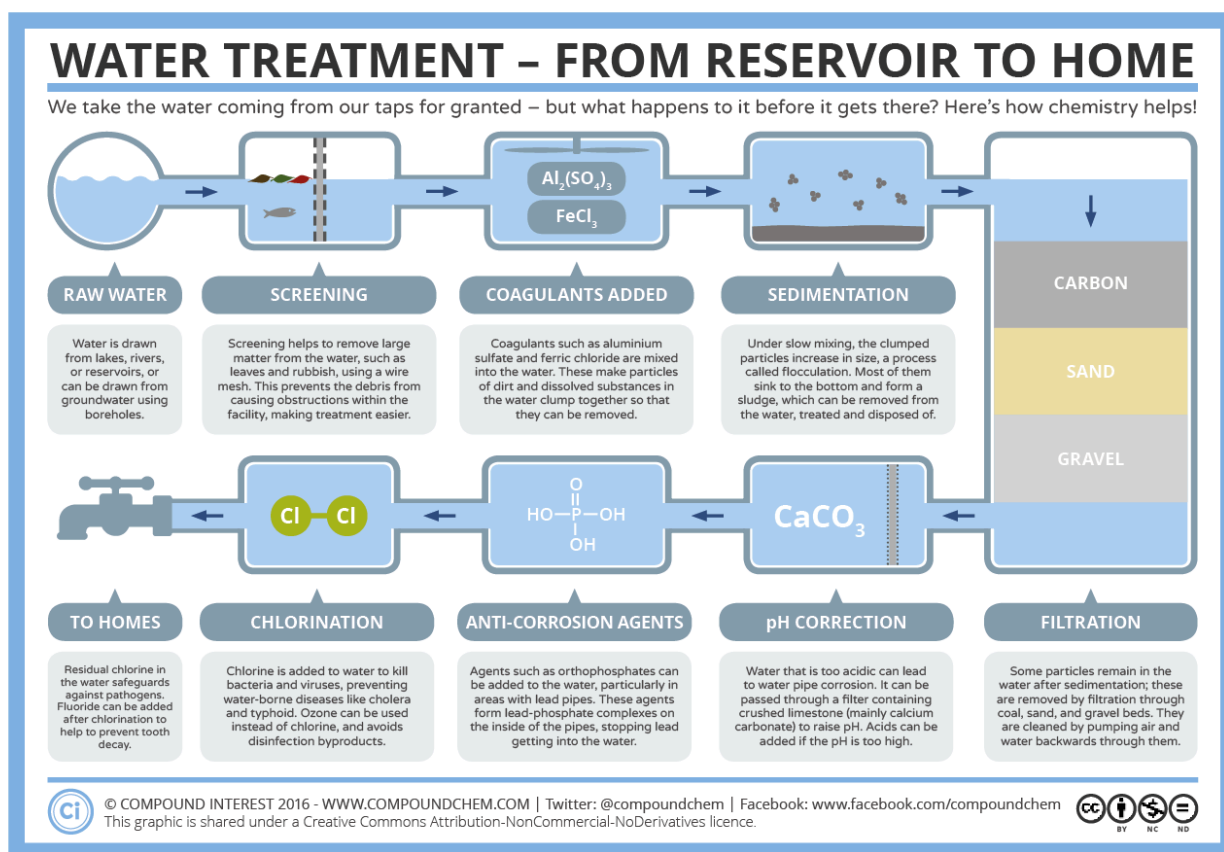 WATER TREATMENT – FROM RESERVOIR TO HOME
We take the water coming from our taps for granted – but what happens to it before it gets there? Here's how chemistry helps!
Al₂(SO₄)₃
FeCl₃
CARBON
SAND
GRAVEL
RAW WATER
Water is drawn
from lakes, rivers,
or reservoirs, or
can be drawn from
groundwater using
boreholes.
SCREENING
Screening helps to remove large
matter from the water, such as
leaves and rubbish, using a wire
mesh. This prevents the debris from
causing obstructions within the
facility, making treatment easier.
COAGULANTS ADDED
Coagulants such as aluminium
sulfate and ferric chloride are mixed
into the water. These make particles
of dirt and dissolved substances in
the water clump together so that
they can be removed.
SEDIMENTATION
Under slow mixing, the clumped
particles increase in size, a process
called flocculation. Most of them
sink to the bottom and form a
sludge, which can be removed from
the water, treated and disposed of.
Cl Cl
O
HO P OH
OH
CaCO₃
TO HOMES
Residual chlorine in
the water safeguards
against pathogens.
Fluoride can be added
after chlorination to
help to prevent tooth
decay.
CHLORINATION
Chlorine is added to water to kill
bacteria and viruses, preventing
water-borne diseases like cholera
and typhoid. Ozone can be used
instead of chlorine, and avoids
disinfection byproducts.
ANTI-CORROSION AGENTS
Agents such as orthophosphates can
be added to the water, particularly in
areas with lead pipes. These agents
form lead-phosphate complexes on
the inside of the pipes, stopping lead
getting into the water.
pH CORRECTION
Water that is too acidic can lead
to water pipe corrosion. It can be
passed through a filter containing
crushed limestone (mainly calcium
carbonate) to raise pH. Acids can be
added if the pH is too high.
FILTRATION
Some particles remain in the
water after sedimentation; these
are removed by filtration through
coal, sand, and gravel beds. They
are cleaned by pumping air and
water backwards through them.
Ci
© COMPOUND INTEREST 2016 - WWW.COMPOUNDCHEM.COM | Twitter: @compoundchem | Facebook: www.facebook.com/compoundchem
This graphic is shared under a Creative Commons Attribution-NonCommercial-NoDerivatives licence.
cc
BY NC ND